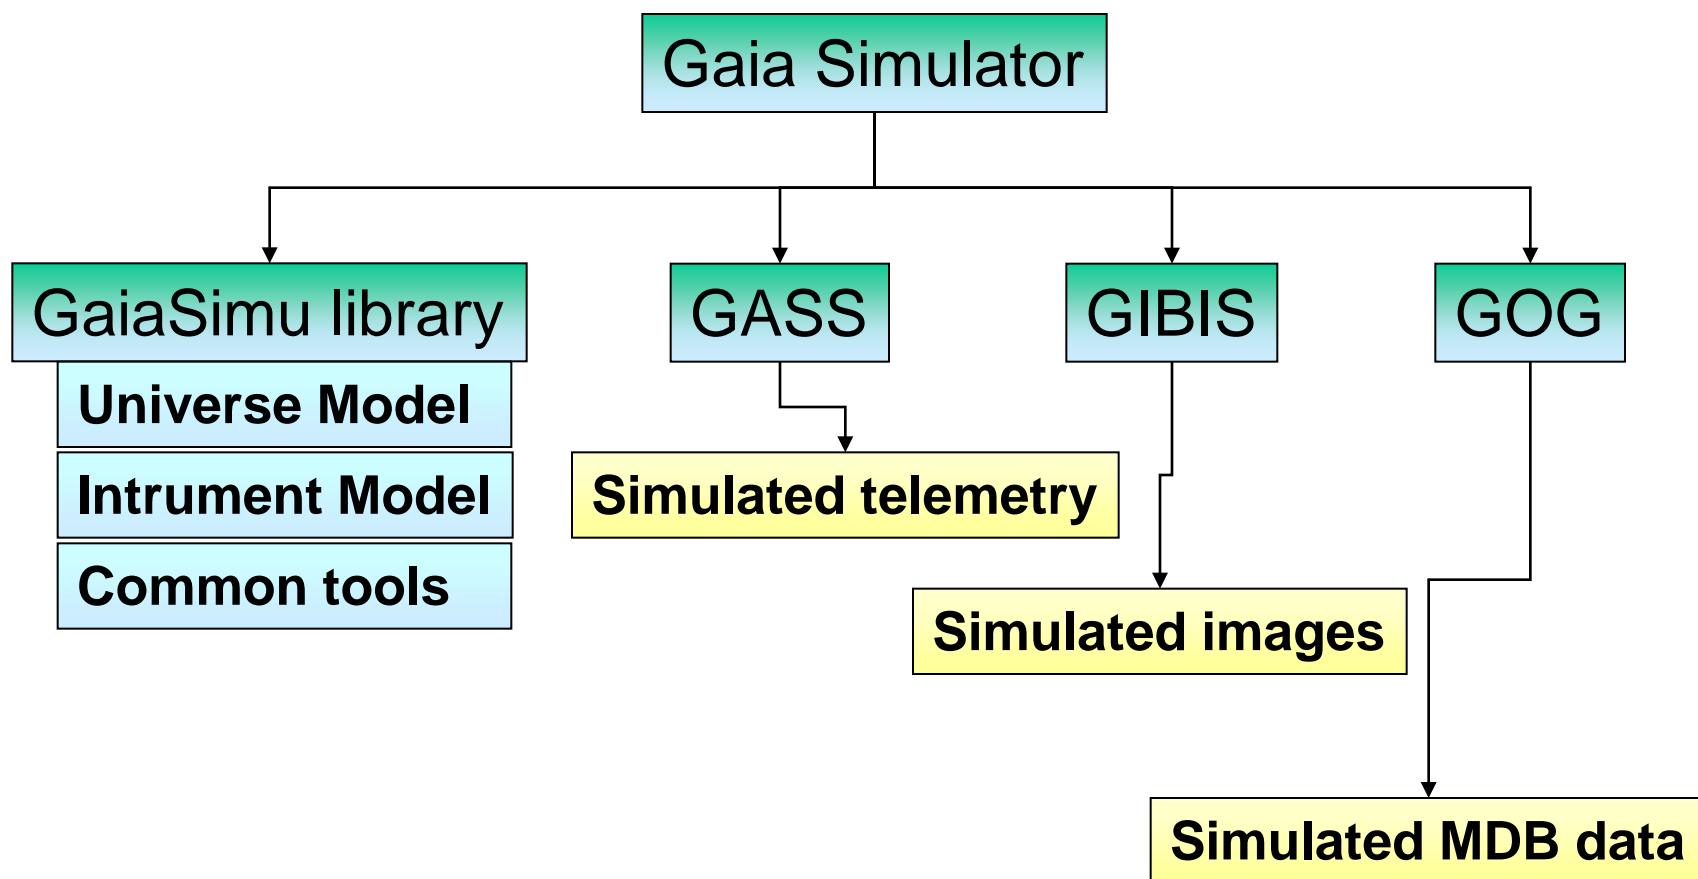 Gaia Simulator
GaiaSimu library
GASS
GIBIS
GOG
Universe Model
Intrument Model
Common tools
Simulated telemetry
Simulated images
Simulated MDB data